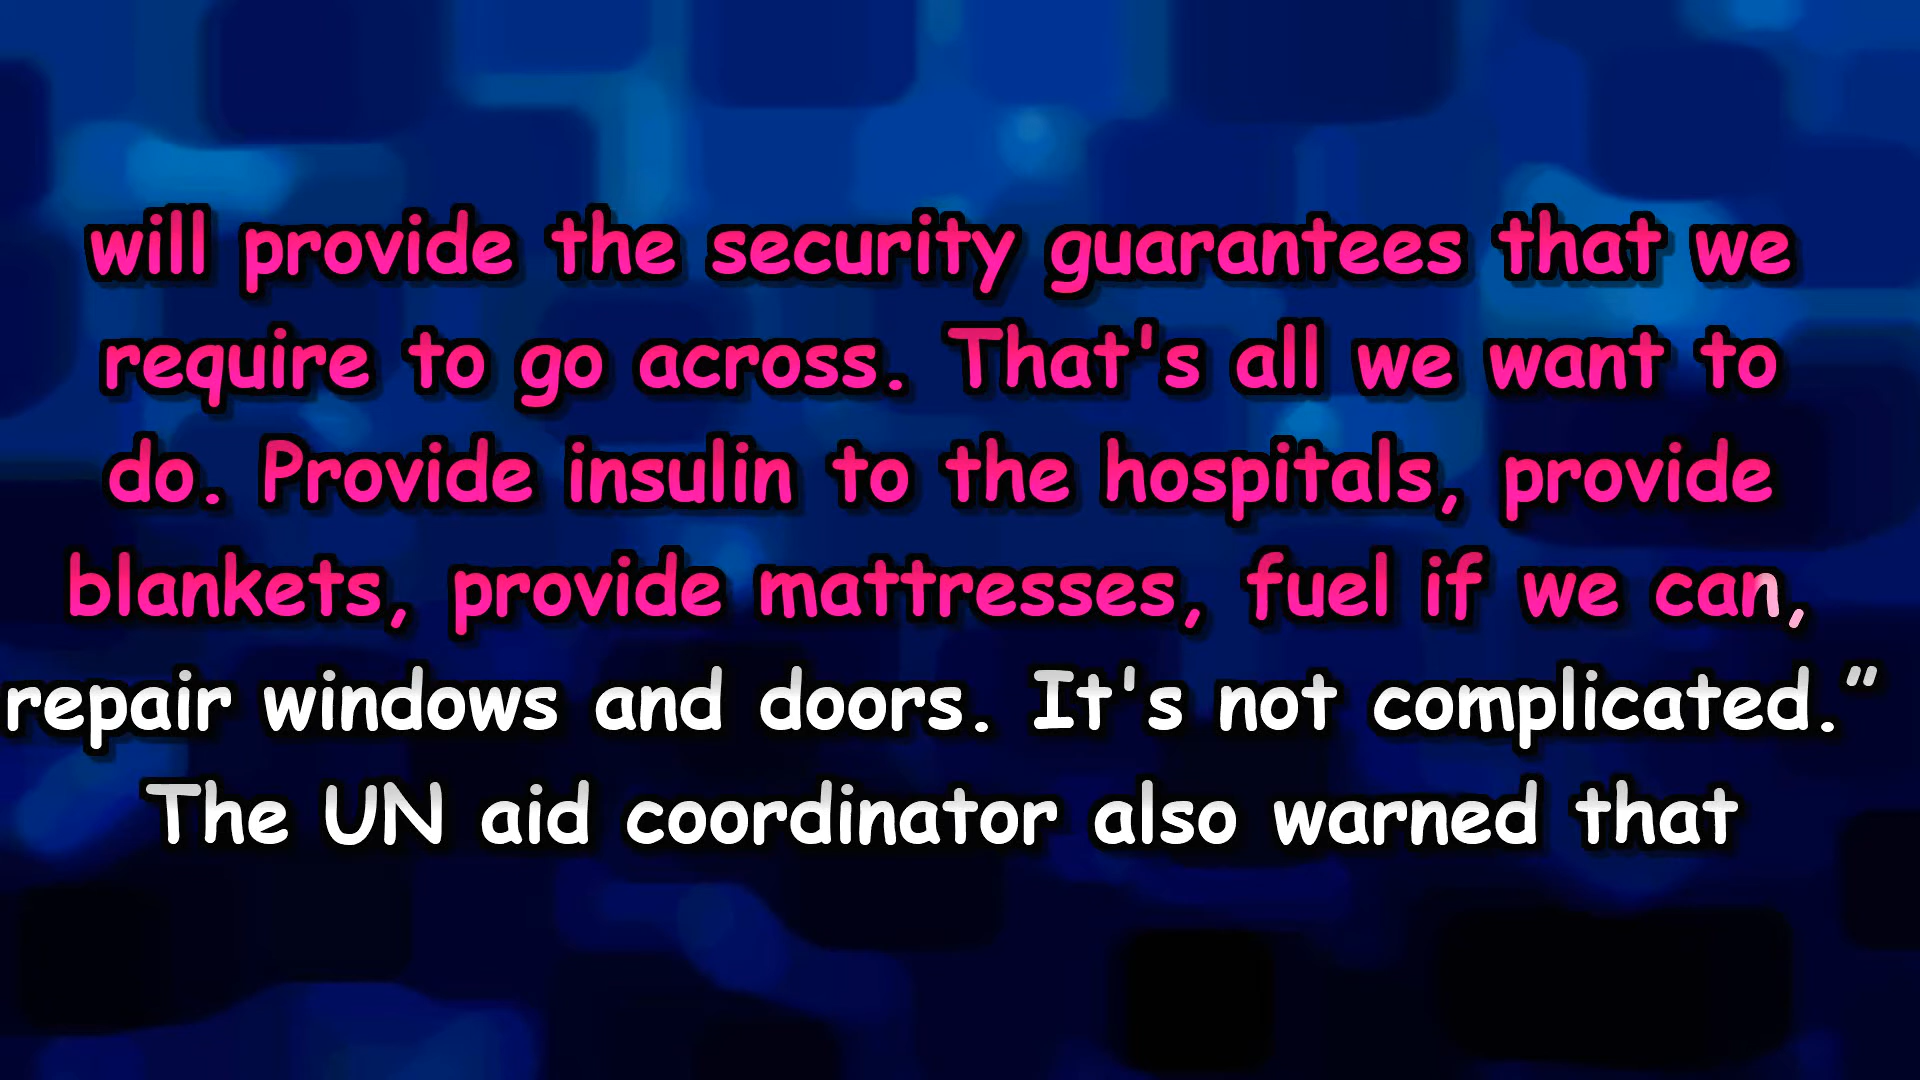 will provide the security guarantees that we
require to go across. That's all we want to
do. Provide insulin to the hospitals, provide
blankets, provide mattresses, fuel if we can,
repair windows and doors. It's not complicated.”
The UN aid coordinator also warned that